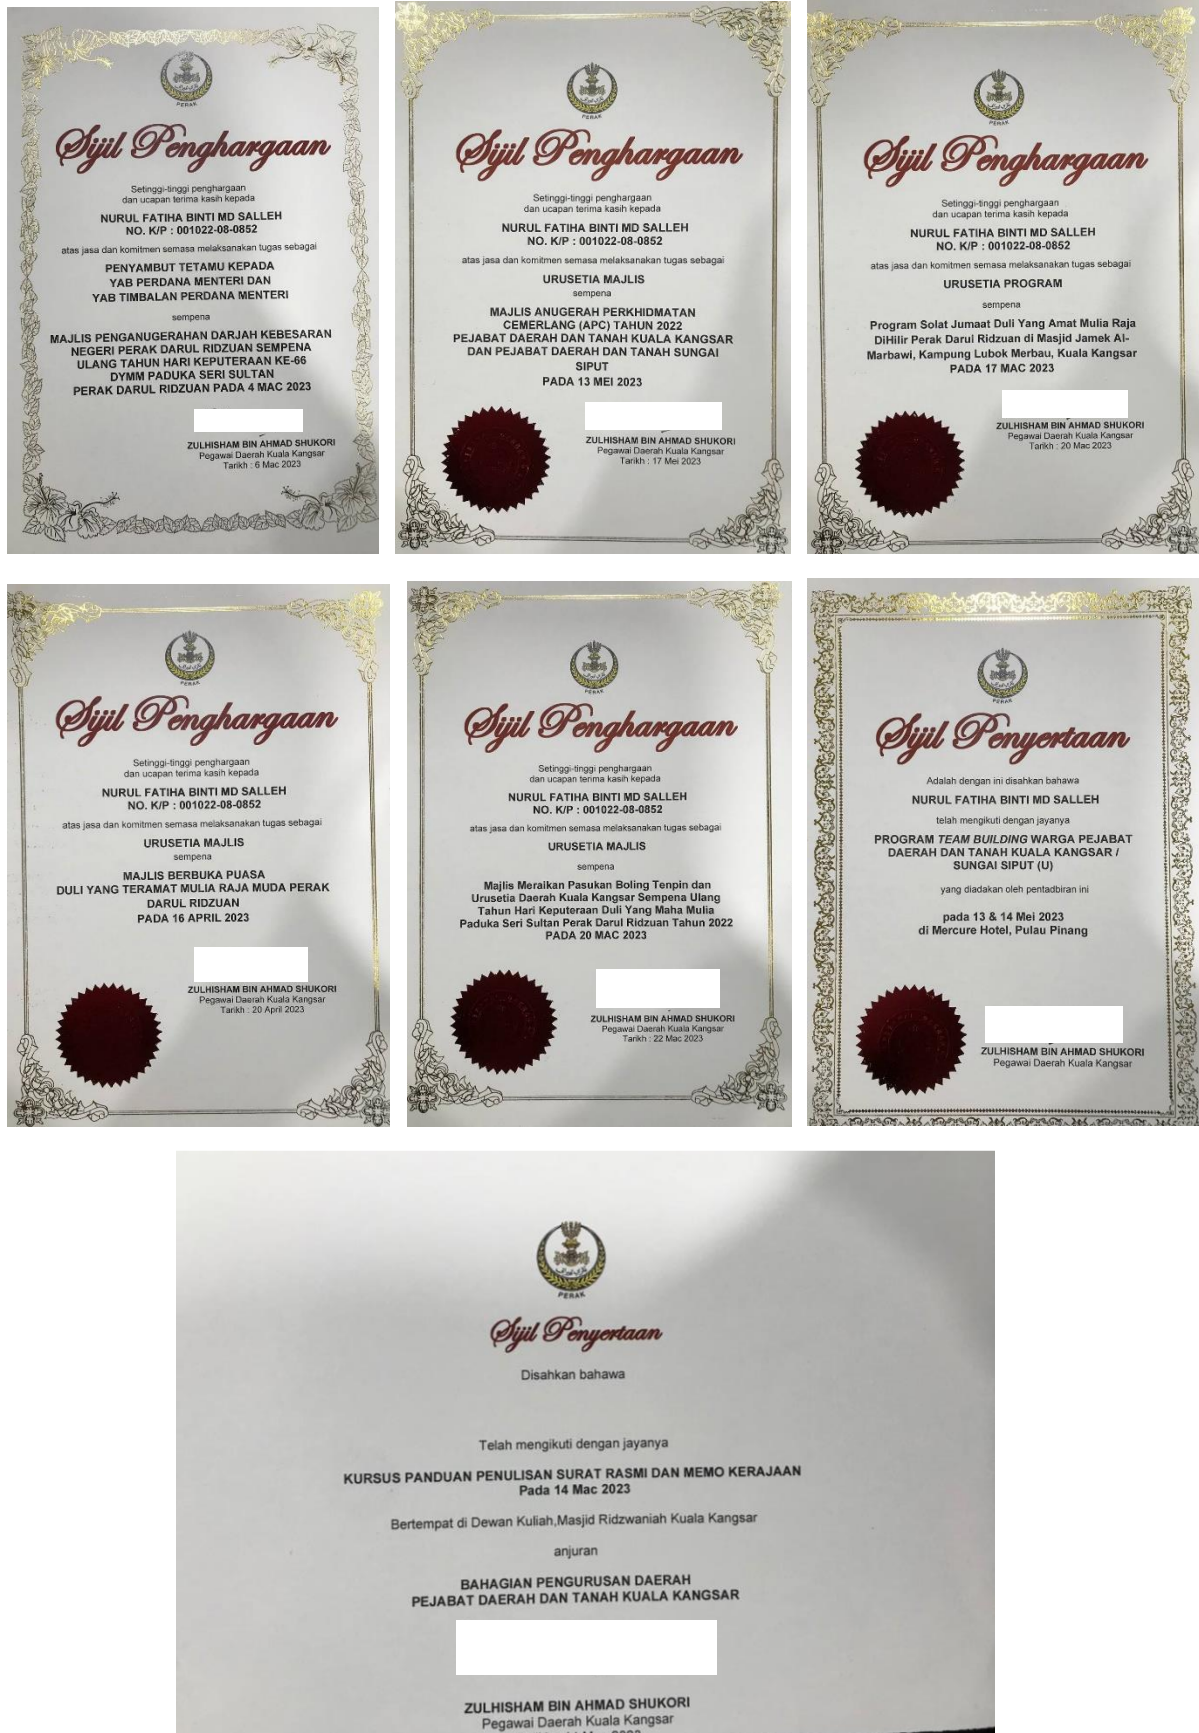 PERAK
Sijil Penghargaan
Setinggi-tinggi penghargaan
dan ucapan terima kasih kepada
NURUL FATIHA BINTI MD SALLEH
NO. K/P : 001022-08-0852
atas jasa dan komitmen semasa melaksanakan tugas sebagai
PENYAMBUT TETAMU KEPADA
YAB PERDANA MENTERI DAN
YAB TIMBALAN PERDANA MENTERI
sempena
MAJLIS PENGANUGERAHAN DARJAH KEBESARAN
NEGERI PERAK DARUL RIDZUAN SEMPENA
ULANG TAHUN HARI KEPUTERAAN KE-66
DYMM PADUKA SERI SULTAN
PERAK DARUL RIDZUAN PADA 4 MAC 2023
ZULHISHAM BIN AHMAD SHUKORI
Pegawai Daerah Kuala Kangsar
Tarikh : 6 Mac 2023
PERAK
Sijil Penghargaan
Setinggi-tinggi penghargaan
dan ucapan terima kasih kepada
NURUL FATIHA BINTI MD SALLEH
NO. K/P : 001022-08-0852
atas jasa dan komitmen semasa melaksanakan tugas sebagai
URUSETIA MAJLIS
sempena
MAJLIS ANUGERAH PERKHIDMATAN
CEMERLANG (APC) TAHUN 2022
PEJABAT DAERAH DAN TANAH KUALA KANGSAR
DAN PEJABAT DAERAH DAN TANAH SUNGAI
SIPUT
PADA 13 MEI 2023
ZULHISHAM BIN AHMAD SHUKORI
Pegawai Daerah Kuala Kangsar
Tarikh : 17 Mei 2023
PERAK
Sijil Penghargaan
Setinggi-tinggi penghargaan
dan ucapan terima kasih kepada
NURUL FATIHA BINTI MD SALLEH
NO. K/P : 001022-08-0852
atas jasa dan komitmen semasa melaksanakan tugas sebagai
URUSETIA PROGRAM
sempena
Program Solat Jumaat Duli Yang Amat Mulia Raja
DiHilir Perak Darul Ridzuan di Masjid Jamek Al-
Marbawi, Kampung Lubok Merbau, Kuala Kangsar
PADA 17 MAC 2023
ZULHISHAM BIN AHMAD SHUKORI
Pegawai Daerah Kuala Kangsar
Tarikh : 20 Mac 2023
PERAK
Sijil Penghargaan
Setinggi-tinggi penghargaan
dan ucapan terima kasih kepada
NURUL FATIHA BINTI MD SALLEH
NO. K/P : 001022-08-0852
atas jasa dan komitmen semasa melaksanakan tugas sebagai
URUSETIA MAJLIS
sempena
MAJLIS BERBUKA PUASA
DULI YANG TERAMAT MULIA RAJA MUDA PERAK
DARUL RIDZUAN
PADA 16 APRIL 2023
ZULHISHAM BIN AHMAD SHUKORI
Pegawai Daerah Kuala Kangsar
Tarikh : 20 April 2023
PERAK
Sijil Penghargaan
Setinggi-tinggi penghargaan
dan ucapan terima kasih kepada
NURUL FATIHA BINTI MD SALLEH
NO. K/P : 001022-08-0852
atas jasa dan komitmen semasa melaksanakan tugas sebagai
URUSETIA MAJLIS
sempena
Majlis Meraikan Pasukan Boling Tenpin dan
Urusetia Daerah Kuala Kangsar Sempena Ulang
Tahun Hari Keputeraan Duli Yang Maha Mulia
Paduka Seri Sultan Perak Darul Ridzuan Tahun 2022
PADA 20 MAC 2023
ZULHISHAM BIN AHMAD SHUKORI
Pegawai Daerah Kuala Kangsar
Tarikh : 22 Mac 2023
PERAK
Sijil Penyertaan
Adalah dengan ini disahkan bahawa
NURUL FATIHA BINTI MD SALLEH
telah mengikuti dengan jayanya
PROGRAM TEAM BUILDING WARGA PEJABAT
DAERAH DAN TANAH KUALA KANGSAR /
SUNGAI SIPUT (U)
yang diadakan oleh pentadbiran ini
pada 13 & 14 Mei 2023
di Mercure Hotel, Pulau Pinang
ZULHISHAM BIN AHMAD SHUKORI
Pegawai Daerah Kuala Kangsar
PERAK
Sijil Penyertaan
Disahkan bahawa
Telah mengikuti dengan jayanya
KURSUS PANDUAN PENULISAN SURAT RASMI DAN MEMO KERAJAAN
Pada 14 Mac 2023
Bertempat di Dewan Kuliah,Masjid Ridzwaniah Kuala Kangsar
anjuran
BAHAGIAN PENGURUSAN DAERAH
PEJABAT DAERAH DAN TANAH KUALA KANGSAR
ZULHISHAM BIN AHMAD SHUKORI
Pegawai Daerah Kuala Kangsar